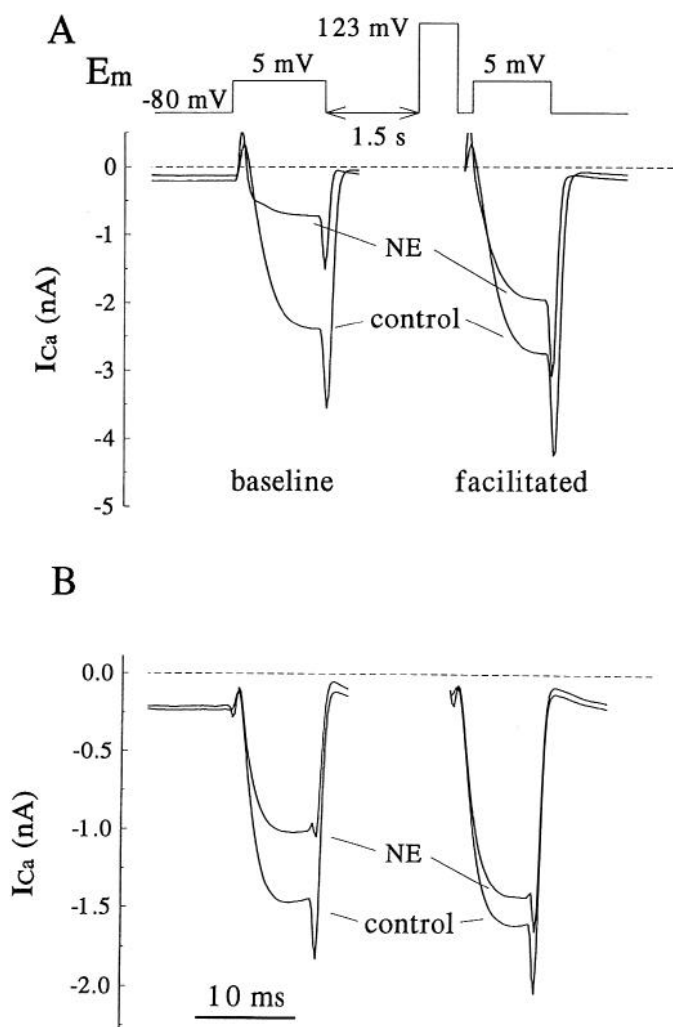 A
Em
123 mV
5 mV
5 mV
-80 mV
1.5 s
0
-1
-2
-3
-4
-5
ICa (nA)
NE
control
baseline
facilitated
B
0.0
-0.5
-1.0
-1.5
-2.0
ICa (nA)
NE
control
10 ms